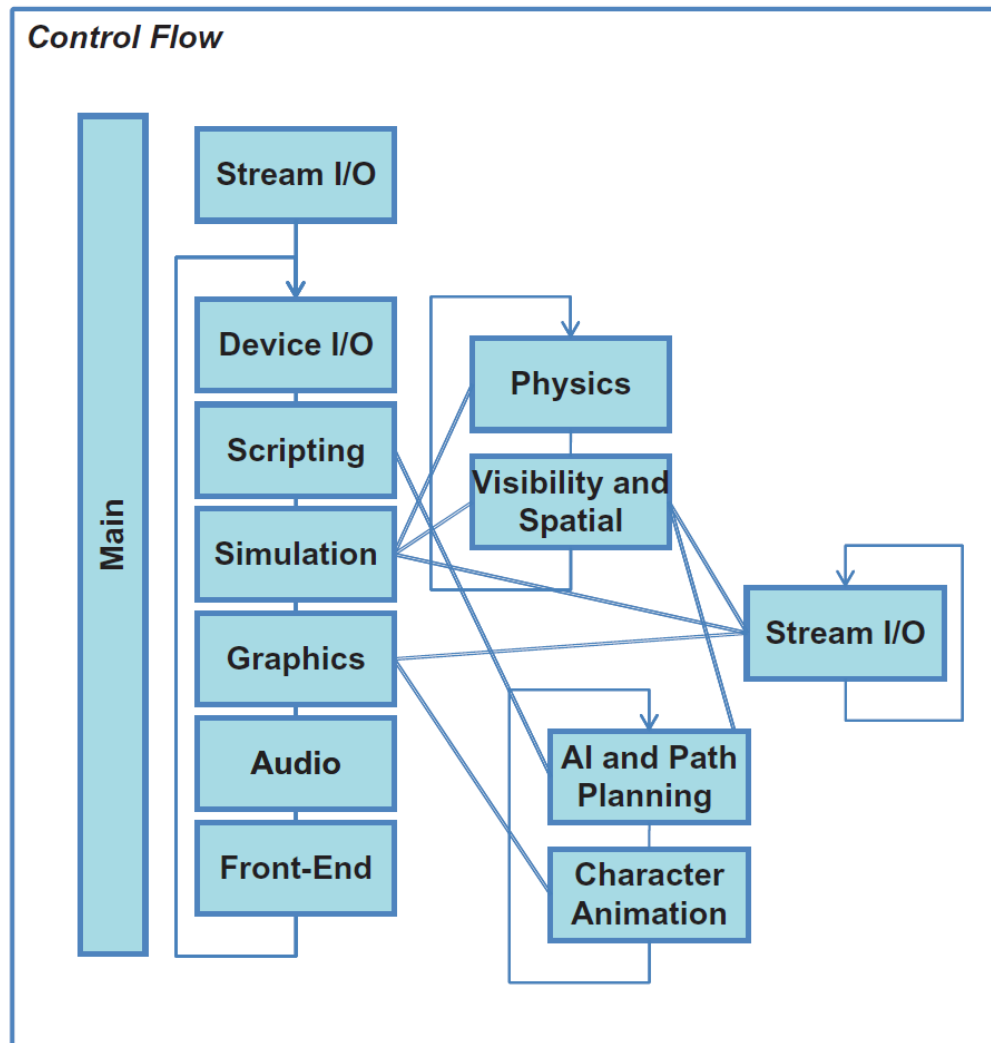 Control Flow
Main
Stream I/O
Device I/O
Scripting
Simulation
Graphics
Audio
Front-End
Physics
Visibility and
Spatial
Stream I/O
AI and Path
Planning
Character
Animation